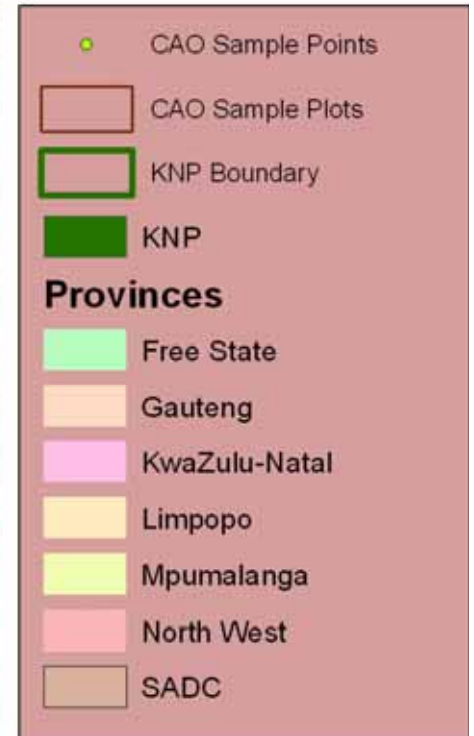 CAO Sample Points
CAO Sample Plots
KNP Boundary
KNP
Provinces
Free State
Gauteng
KwaZulu-Natal
Limpopo
Mpumalanga
North West
SADC